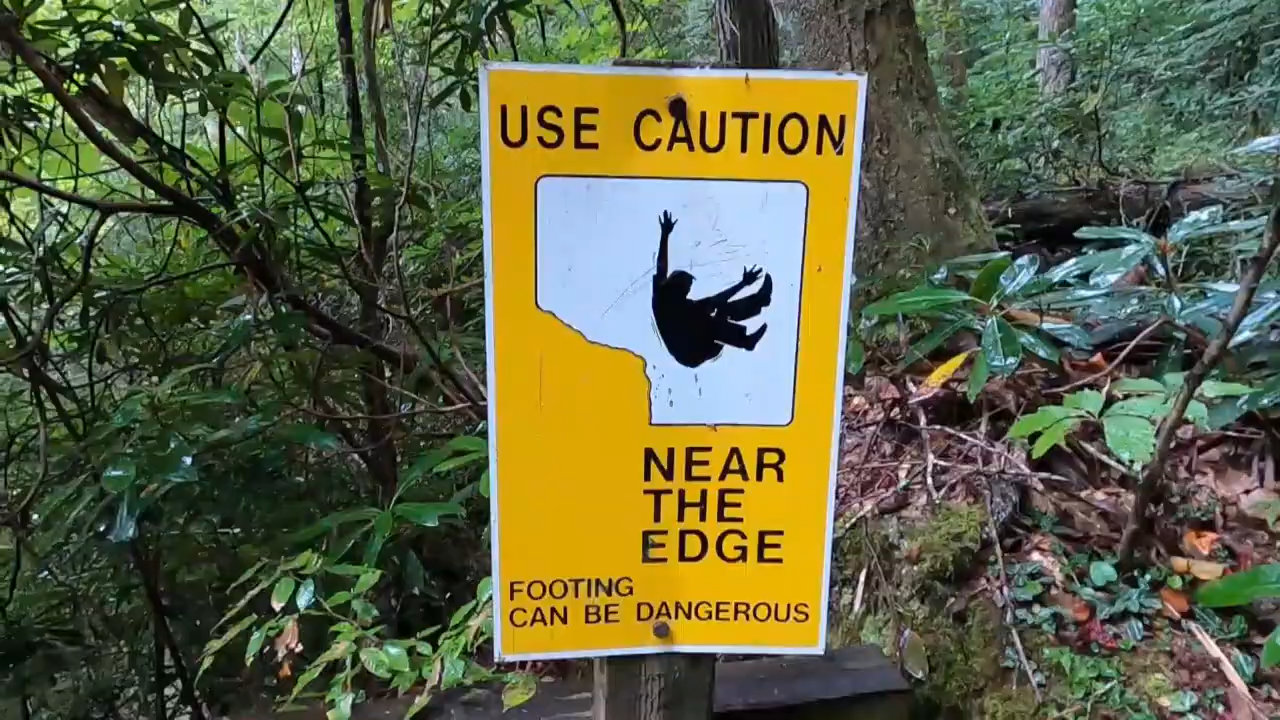 USE CAUTION
NEAR
THE
EDGE
FOOTING
CAN BE DANGEROUS